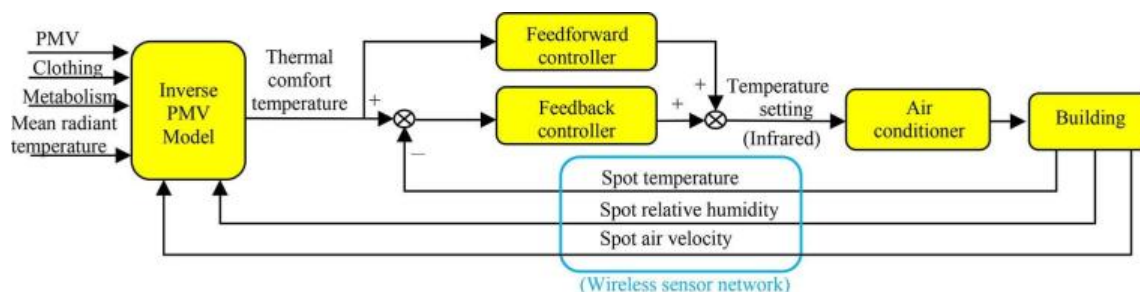 PMV
Clothing
Metabolism
Mean radiant
temperature
Inverse
PMV
Model
Thermal
comfort
temperature
+
−
Feedforward
controller
Feedback
controller
+
+
Temperature
setting
(Infrared)
Air
conditioner
Building
Spot temperature
Spot relative humidity
Spot air velocity
(Wireless sensor network)